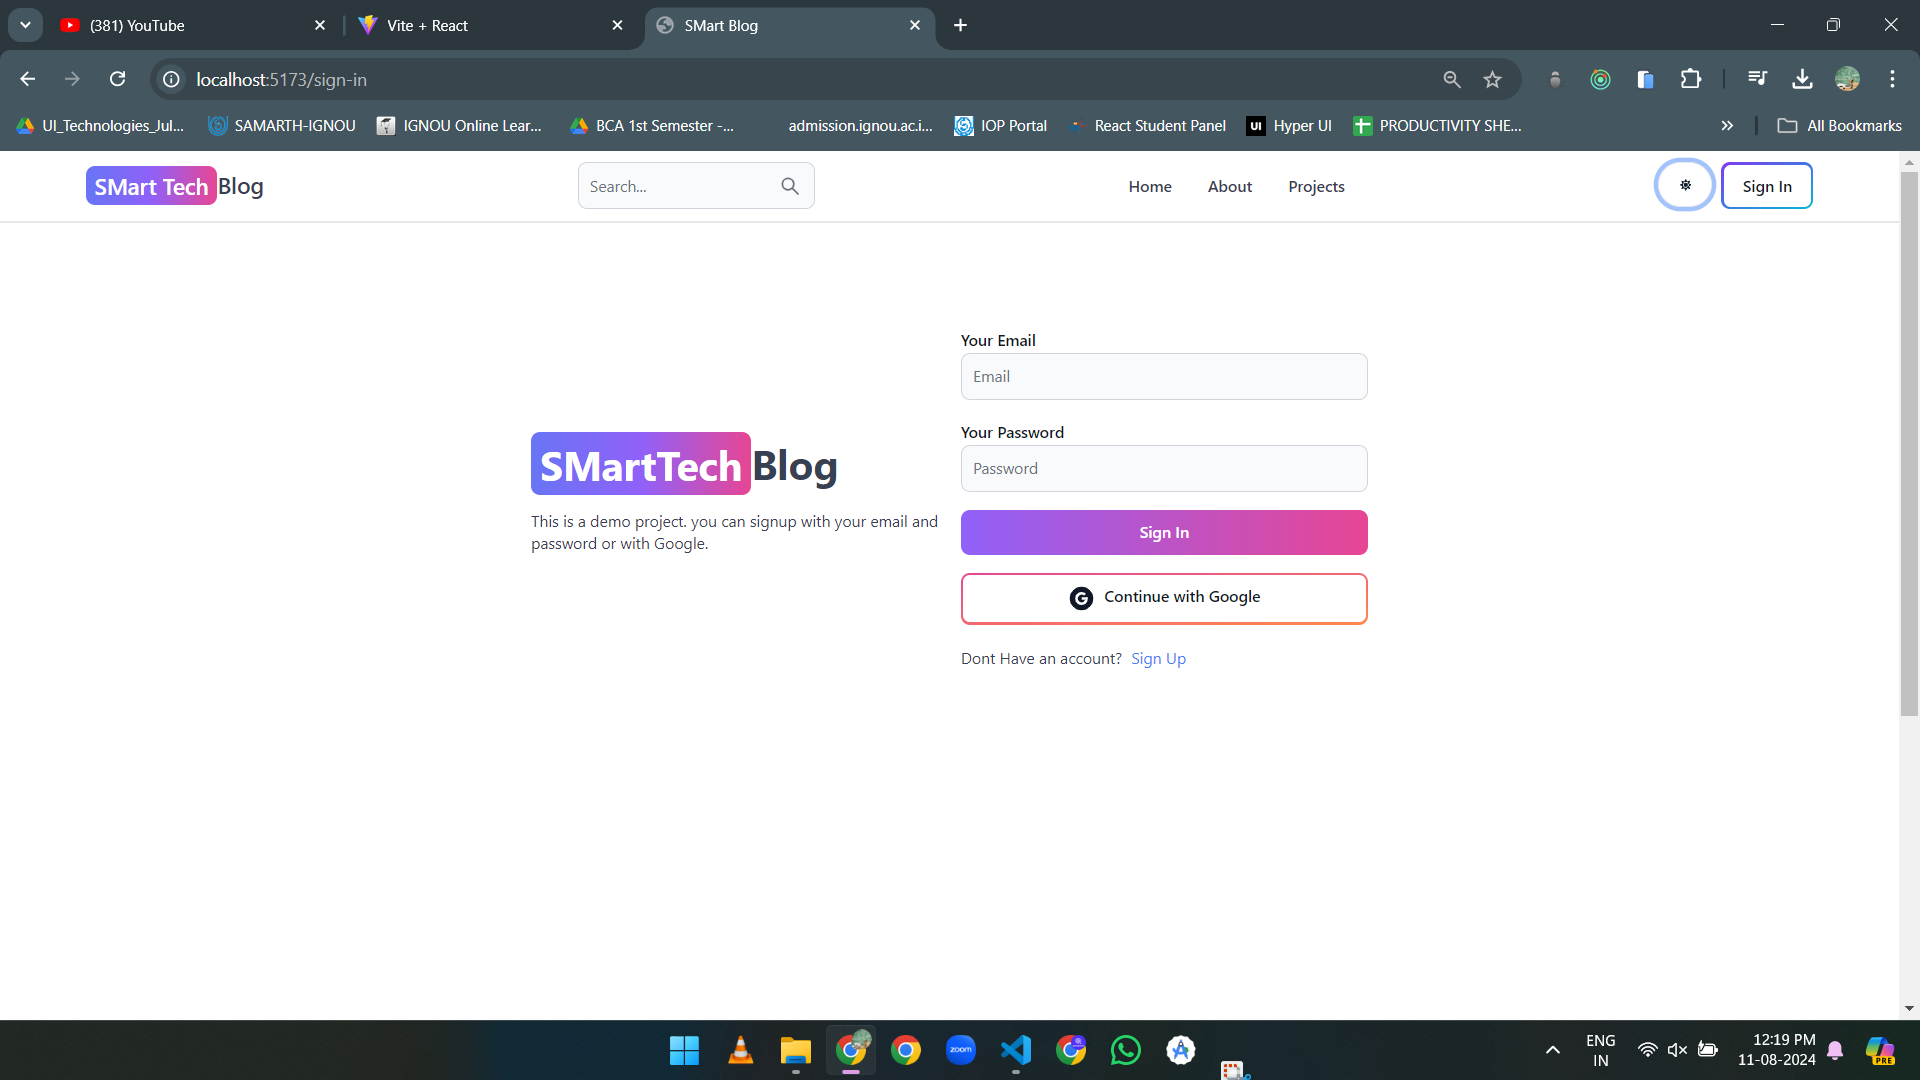 (381) YouTube
Vite + React
SMart Blog
localhost:5173/sign-in
UI_Technologies_Jul...
SAMARTH-IGNOU
IGNOU Online Lear...
BCA 1st Semester -...
admission.ignou.ac.i...
IOP Portal
React Student Panel
UI
Hyper UI
PRODUCTIVITY SHE...
All Bookmarks
SMart Tech Blog
Search...
Home
About
Projects
Sign In
SMartTech Blog
This is a demo project. you can signup with your email and
password or with Google.
Your Email
Email
Your Password
Password
Sign In
G Continue with Google
Dont Have an account? Sign Up
zoom
ENG
IN
12:19 PM
11-08-2024
PRE